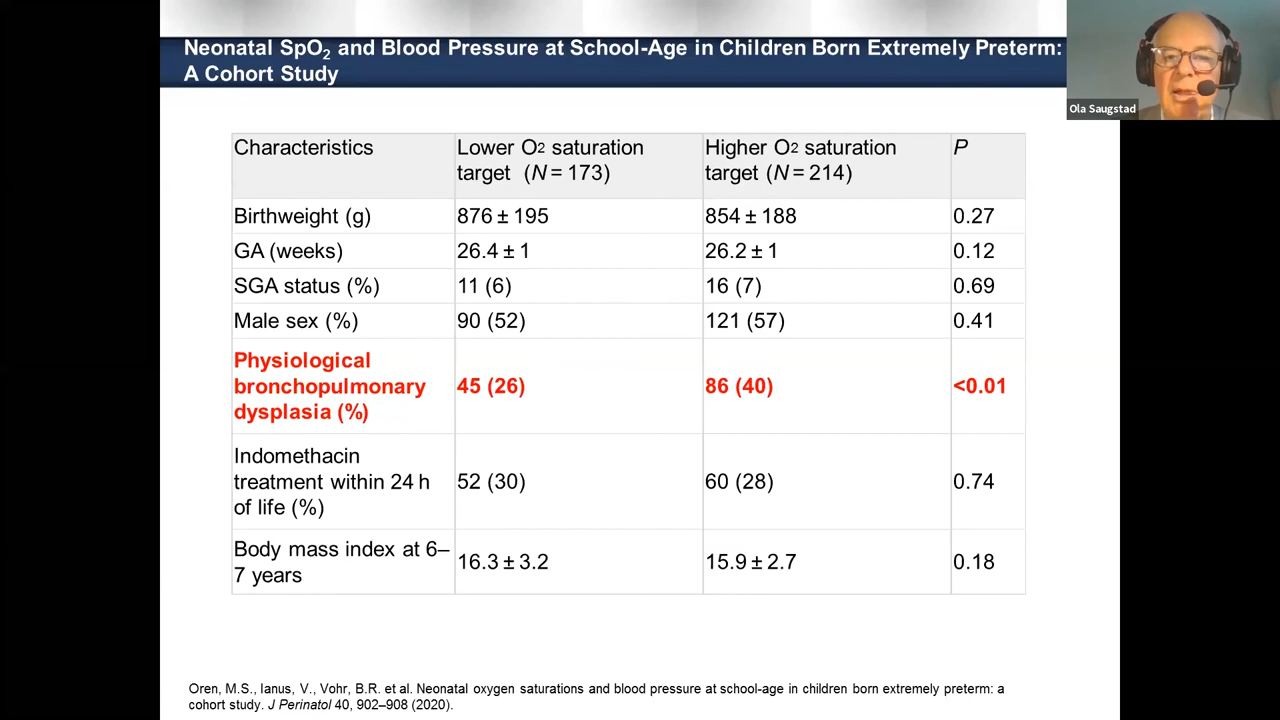 Neonatal SpO₂ and Blood Pressure at School-Age in Children Born Extremely Preterm:
A Cohort Study
Ola Saugstad
Characteristics
Lower O2 saturation
target (N = 173)
Higher O2 saturation
target (N = 214)
P
Birthweight (g)
876 ± 195
854 ± 188
0.27
GA (weeks)
26.4 ± 1
26.2 ± 1
0.12
SGA status (%)
11 (6)
16 (7)
0.69
Male sex (%)
90 (52)
121 (57)
0.41
Physiological
bronchopulmonary
dysplasia (%)
45 (26)
86 (40)
<0.01
Indomethacin
treatment within 24 h
of life (%)
52 (30)
60 (28)
0.74
Body mass index at 6–
7 years
16.3 ± 3.2
15.9 ± 2.7
0.18
Oren, M.S., Ianus, V., Vohr, B.R. et al. Neonatal oxygen saturations and blood pressure at school-age in children born extremely preterm: a
cohort study. J Perinatol 40, 902–908 (2020).